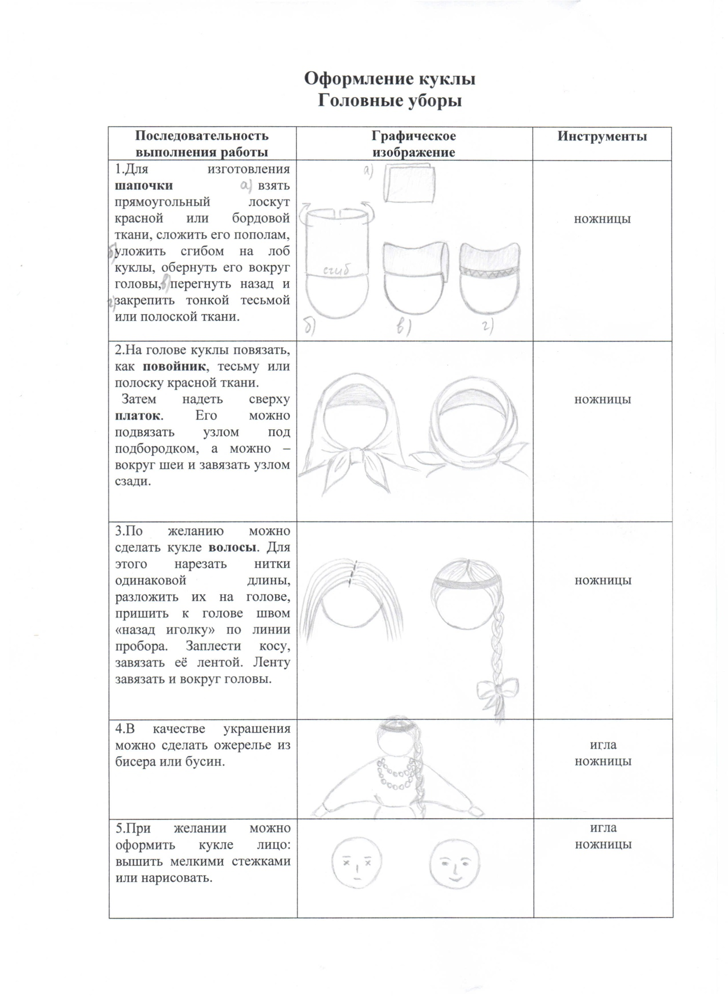 Оформление куклы
Головные уборы
Последовательность
выполнения работы
Графическое
изображение
Инструменты
1.Для изготовления
шапочки а) взять
прямоугольный лоскут
красной или бордовой
ткани, сложить его пополам,
б) уложить сгибом на лоб
куклы, обернуть его вокруг
головы, в) перегнуть назад и
г) закрепить тонкой тесьмой
или полоской ткани.
а)
сгиб
б) в) г)
ножницы
2.На голове куклы повязать,
как повойник, тесьму или
полоску красной ткани.
Затем надеть сверху
платок. Его можно
подвязать узлом под
подбородком, а можно –
вокруг шеи и завязать узлом
сзади.
ножницы
3.По желанию можно
сделать кукле волосы. Для
этого нарезать нитки
одинаковой длины,
разложить их на голове,
пришить к голове швом
«назад иголку» по линии
пробора. Заплести косу,
завязать её лентой. Ленту
завязать и вокруг головы.
ножницы
4.В качестве украшения
можно сделать ожерелье из
бисера или бусин.
игла
ножницы
5.При желании можно
оформить кукле лицо:
вышить мелкими стежками
или нарисовать.
игла
ножницы